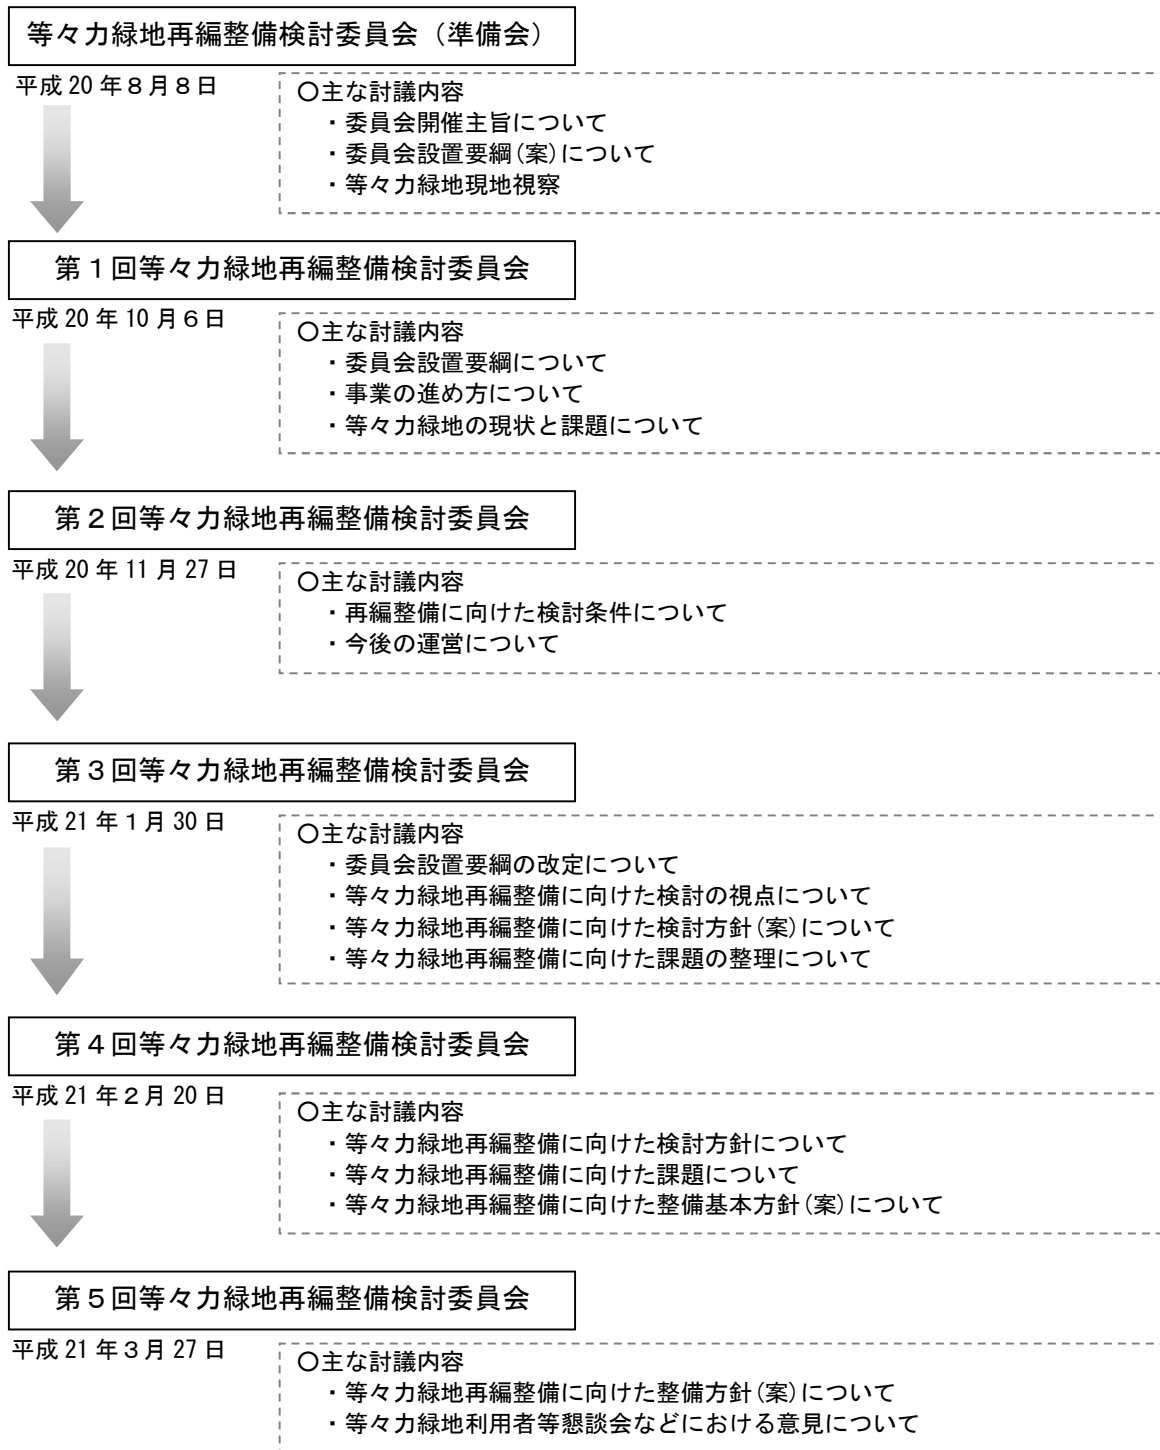 等々力緑地再編整備検討委員会（準備会）
平成 20 年８月８日
〇主な討議内容
・委員会開催主旨について
・委員会設置要綱(案)について
・等々力緑地現地視察
第１回等々力緑地再編整備検討委員会
平成 20 年 10 月６日
〇主な討議内容
・委員会設置要綱について
・事業の進め方について
・等々力緑地の現状と課題について
第２回等々力緑地再編整備検討委員会
平成 20 年 11 月 27 日
〇主な討議内容
・再編整備に向けた検討条件について
・今後の運営について
第３回等々力緑地再編整備検討委員会
平成 21 年１月 30 日
〇主な討議内容
・委員会設置要綱の改定について
・等々力緑地再編整備に向けた検討の視点について
・等々力緑地再編整備に向けた検討方針(案)について
・等々力緑地再編整備に向けた課題の整理について
第４回等々力緑地再編整備検討委員会
平成 21 年２月 20 日
〇主な討議内容
・等々力緑地再編整備に向けた検討方針について
・等々力緑地再編整備に向けた課題について
・等々力緑地再編整備に向けた整備基本方針(案)について
第５回等々力緑地再編整備検討委員会
平成 21 年３月 27 日
〇主な討議内容
・等々力緑地再編整備に向けた整備方針(案)について
・等々力緑地利用者等懇談会などにおける意見について